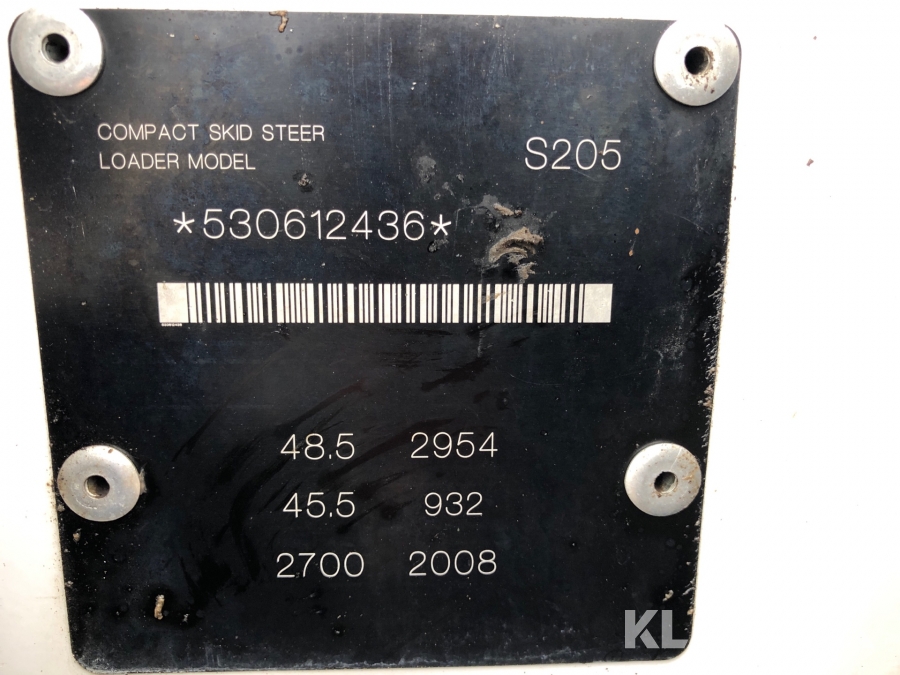 COMPACT SKID STEER
LOADER MODEL S205
*530612436*
48.5 2954
45.5 932
2700 2008
KL